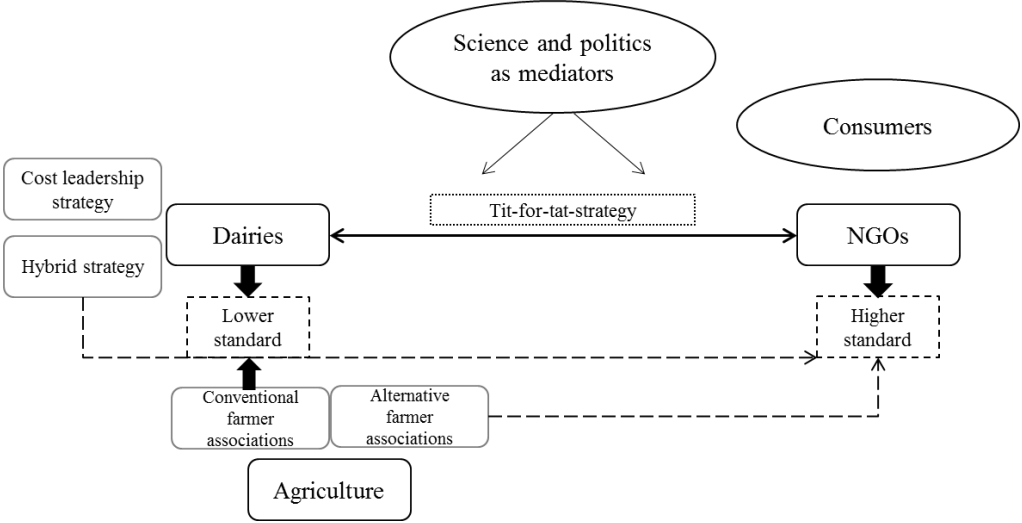 Science and politics
as mediators
Consumers
Cost leadership
strategy
Tit-for-tat-strategy
Dairies
NGOs
Hybrid strategy
Lower
standard
Higher
standard
Conventional
farmer
associations
Alternative
farmer
associations
Agriculture